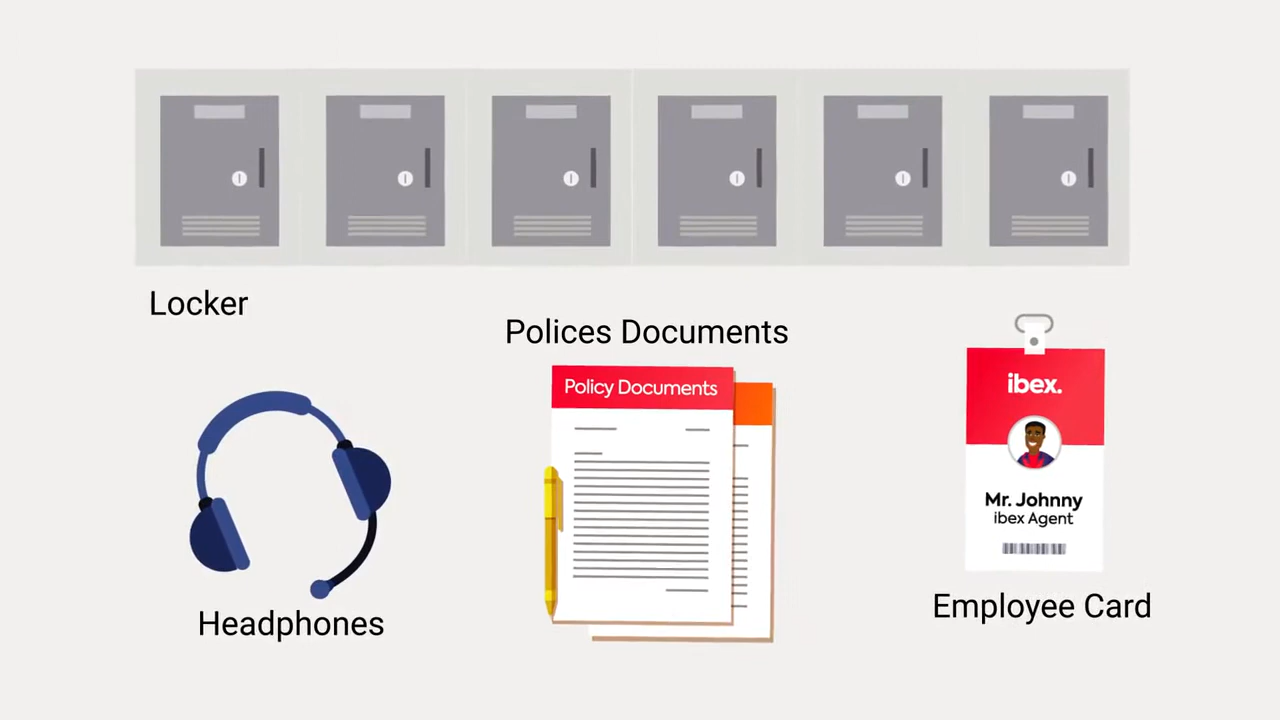 Locker
Polices Documents
Policy Documents
ibex.
Mr. Johnny
ibex Agent
Headphones
Employee Card